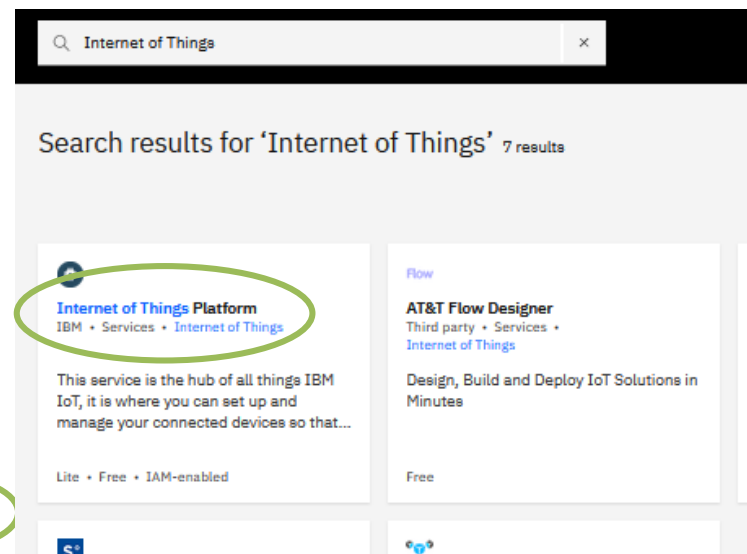 Internet of Things
Search results for ‘Internet of Things’ 7 results
Internet of Things Platform
IBM • Services • Internet of Things
This service is the hub of all things IBM
IoT, it is where you can set up and
manage your connected devices so that...
Lite • Free • IAM-enabled
Flow
AT&T Flow Designer
Third party • Services •
Internet of Things
Design, Build and Deploy IoT Solutions in
Minutes
Free
S°